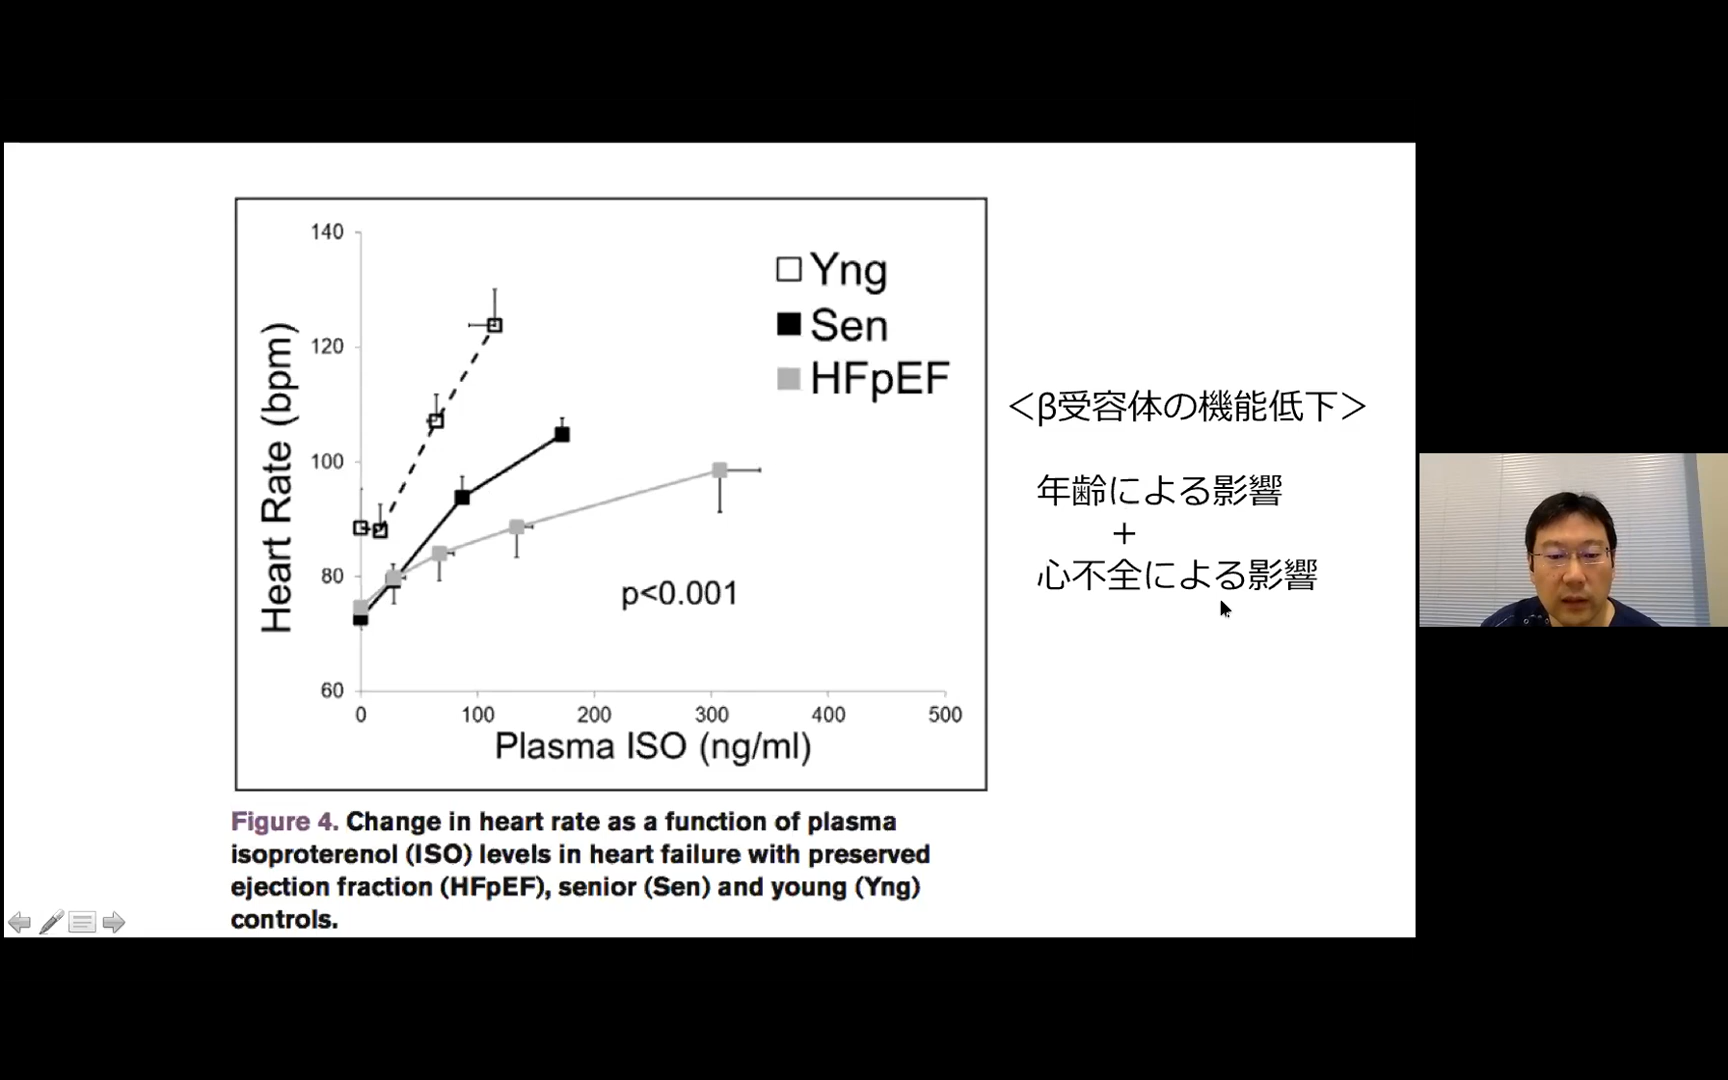 140
120
100
80
60
Heart Rate (bpm)
Yng
Sen
HFpEF
p<0.001
0 100 200 300 400 500
Plasma ISO (ng/ml)
Figure 4. Change in heart rate as a function of plasma
isoproterenol (ISO) levels in heart failure with preserved
ejection fraction (HFpEF), senior (Sen) and young (Yng)
controls.
＜β受容体の機能低下＞
年齢による影響
＋
心不全による影響